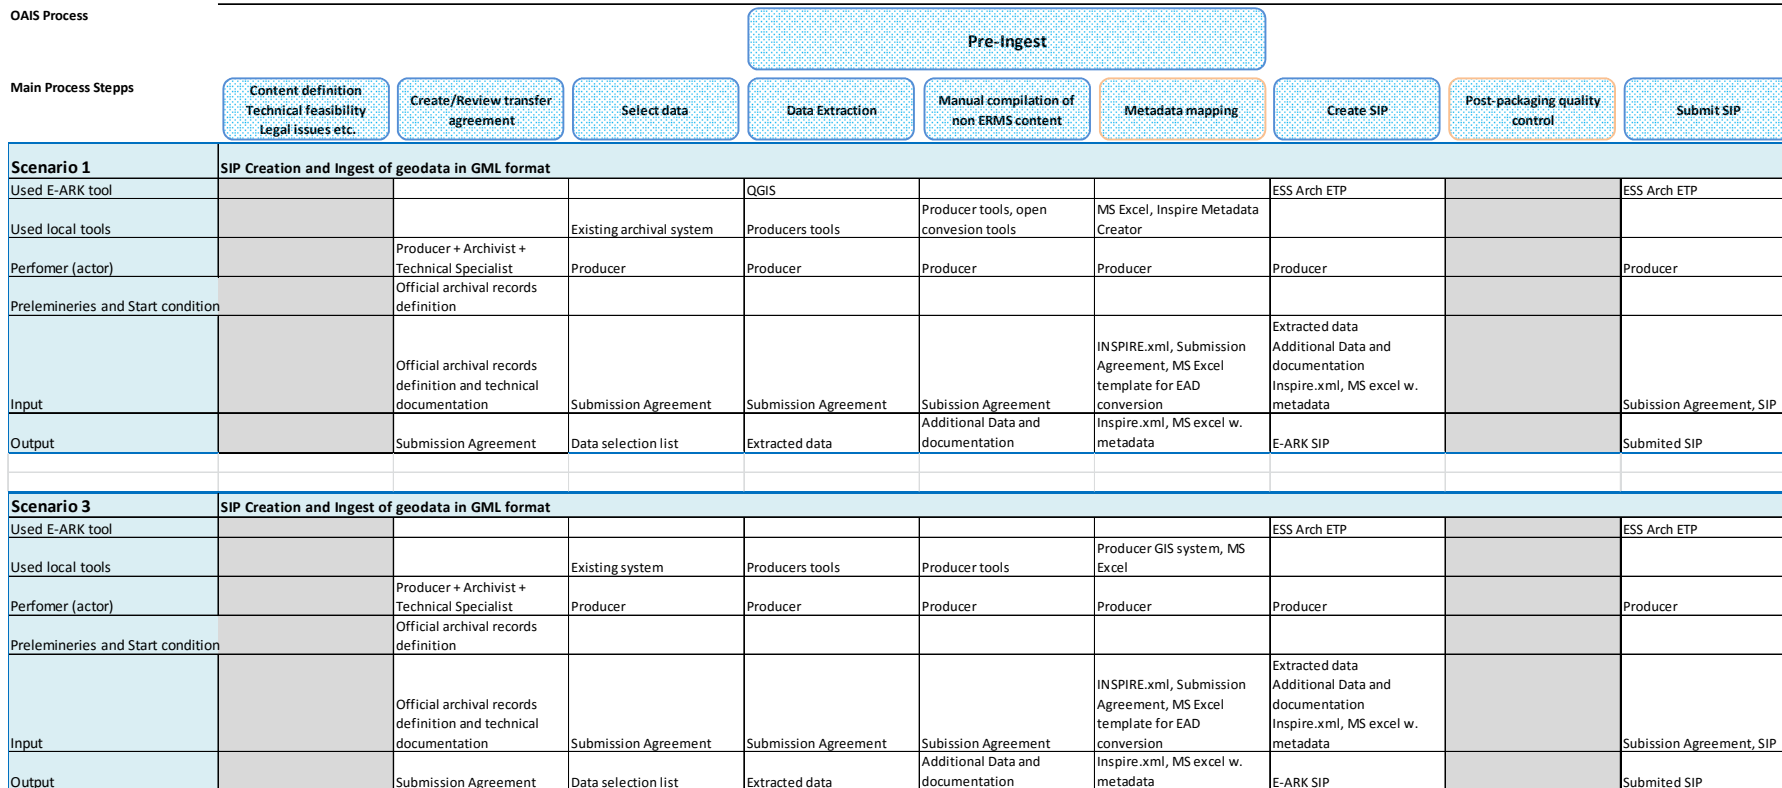 OAIS Process
Pre-Ingest
Main Process Stepps
Content definition
Technical feasibility
Legal issues etc.
Create/Review transfer
agreement
Select data
Data Extraction
Manual compilation of
non ERMS content
Metadata mapping
Create SIP
Post-packaging quality
control
Submit SIP
Scenario 1
SIP Creation and Ingest of geodata in GML format
Used E-ARK tool
QGIS
ESS Arch ETP
ESS Arch ETP
Used local tools
Existing archival system
Producers tools
Producer tools, open
convesion tools
MS Excel, Inspire Metadata
Creator
Perfomer (actor)
Producer + Archivist +
Technical Specialist
Producer
Producer
Producer
Producer
Producer
Producer
Prelemineries and Start condition
Official archival records
definition
Input
Official archival records
definition and technical
documentation
Submission Agreement
Submission Agreement
Subission Agreement
INSPIRE.xml, Submission
Agreement, MS Excel
template for EAD
conversion
Extracted data
Additional Data and
documentation
Inspire.xml, MS excel w.
metadata
Subission Agreement, SIP
Output
Submission Agreement
Data selection list
Extracted data
Additional Data and
documentation
Inspire.xml, MS excel w.
metadata
E-ARK SIP
Submited SIP
Scenario 3
SIP Creation and Ingest of geodata in GML format
Used E-ARK tool
ESS Arch ETP
ESS Arch ETP
Used local tools
Existing system
Producers tools
Producer tools
Producer GIS system, MS
Excel
Perfomer (actor)
Producer + Archivist +
Technical Specialist
Producer
Producer
Producer
Producer
Producer
Producer
Prelemineries and Start condition
Official archival records
definition
Input
Official archival records
definition and technical
documentation
Submission Agreement
Submission Agreement
Subission Agreement
INSPIRE.xml, Submission
Agreement, MS Excel
template for EAD
conversion
Extracted data
Additional Data and
documentation
Inspire.xml, MS excel w.
metadata
Subission Agreement, SIP
Output
Submission Agreement
Data selection list
Extracted data
Additional Data and
documentation
Inspire.xml, MS excel w.
metadata
E-ARK SIP
Submited SIP